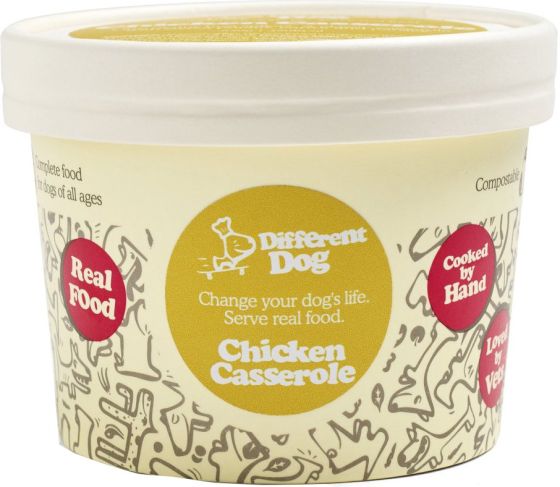 Complete food
for dogs of all ages
Compostable
Real
FOOd
Different
Dog
Change your dog's life.
Serve real food.
Chicken
Casserole
Cooked
by
Hand
Loved
by
Vets